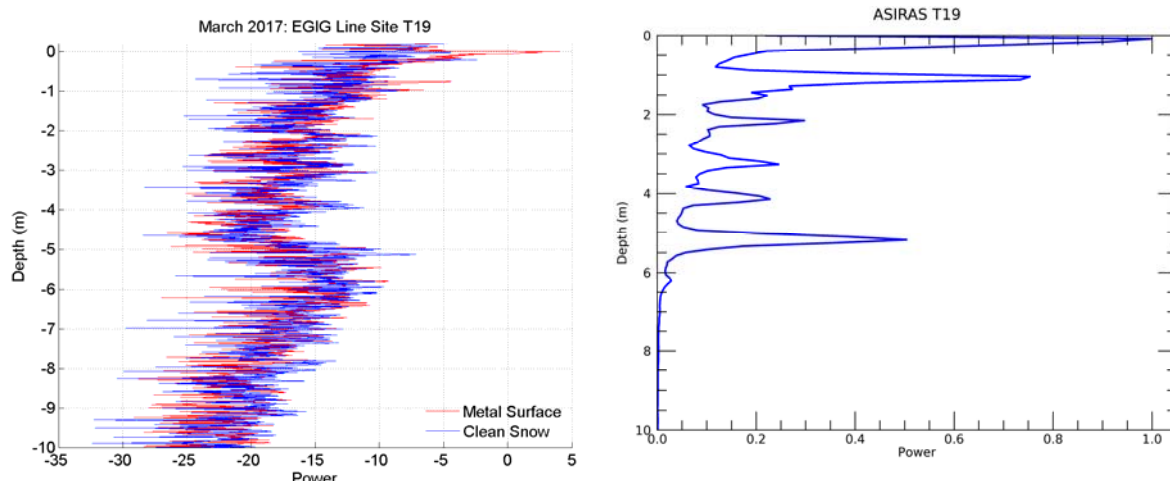 March 2017: EGIG Line Site T19
0
-1
-2
-3
-4
-5
-6
-7
-8
-9
-10
Depth (m)
Metal Surface
Clean Snow
-35 -30 -25 -20 -15 -10 -5 0 5
Power
ASIRAS T19
0
2
4
6
8
10
Depth (m)
0.0 0.2 0.4 0.6 0.8 1.0
Power